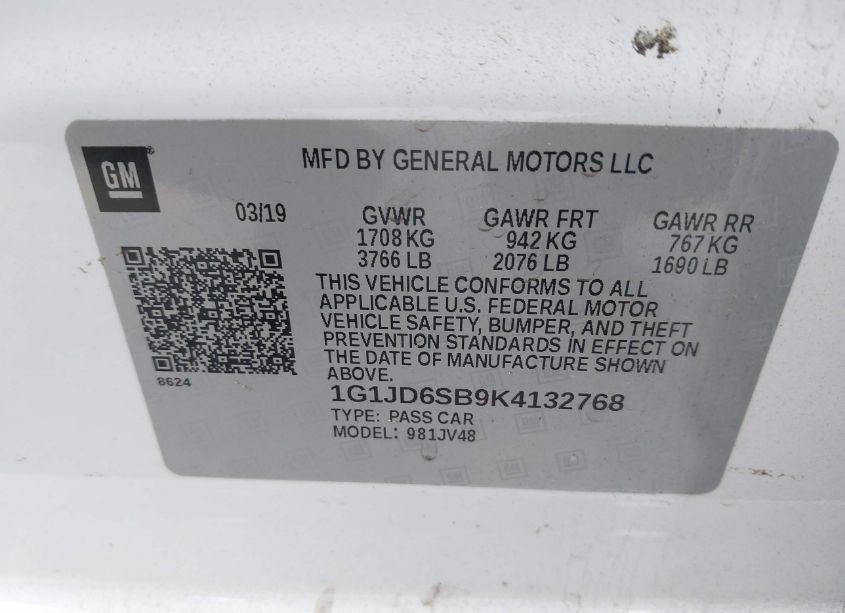 GM®
MFD BY GENERAL MOTORS LLC
03/19
GVWR GAWR FRT GAWR RR
1708 KG 942 KG 767 KG
3766 LB 2076 LB 1690 LB
THIS VEHICLE CONFORMS TO ALL
APPLICABLE U.S. FEDERAL MOTOR
VEHICLE SAFETY, BUMPER, AND THEFT
PREVENTION STANDARDS IN EFFECT ON
THE DATE OF MANUFACTURE SHOWN
ABOVE.
8624
1G1JD6SB9K4132768
TYPE: PASS CAR
MODEL: 981JV48